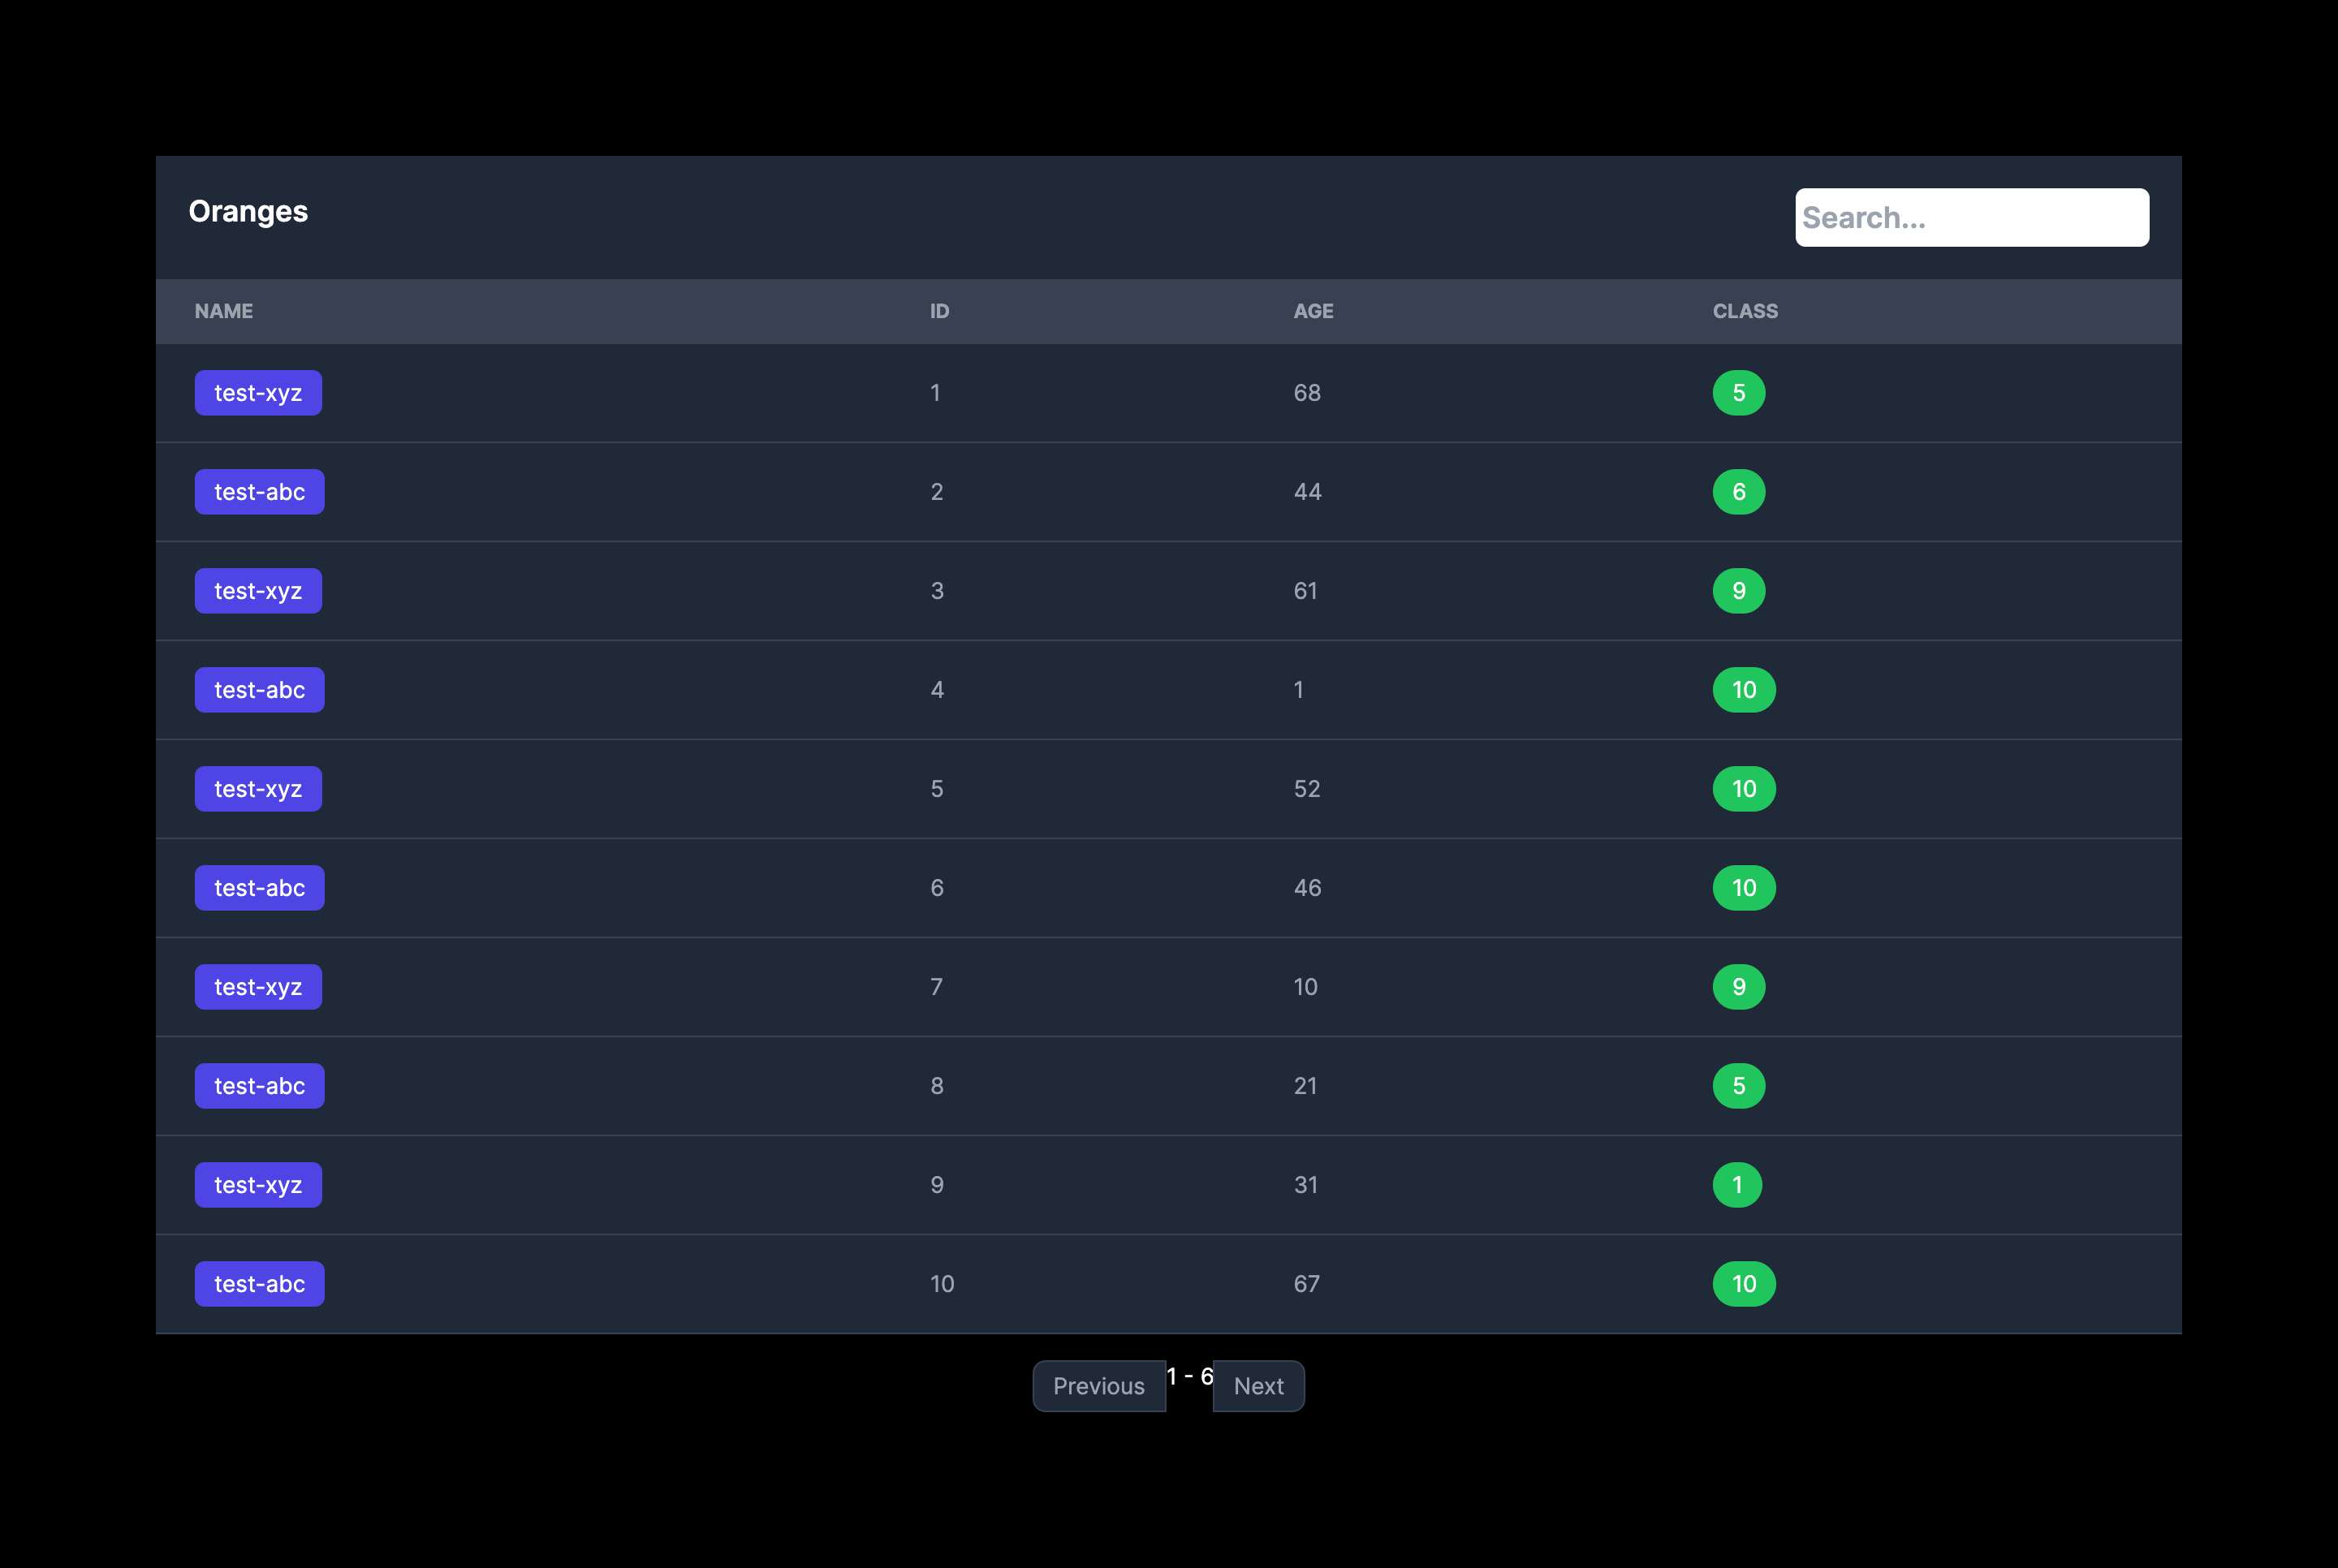 Oranges Search...
NAME ID AGE CLASS
test-xyz 1 68 5
test-abc 2 44 6
test-xyz 3 61 9
test-abc 4 1 10
test-xyz 5 52 10
test-abc 6 46 10
test-xyz 7 10 9
test-abc 8 21 5
test-xyz 9 31 1
test-abc 10 67 10
Previous 1 - 6 Next